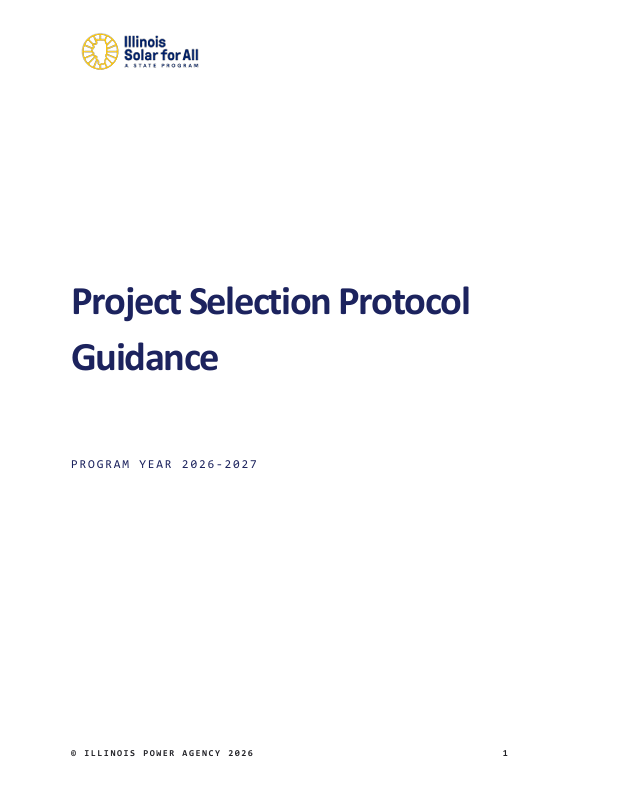 Illinois
Solar for All
A STATE PROGRAM
Project Selection Protocol
Guidance
PROGRAM YEAR 2026-2027
© ILLINOIS POWER AGENCY 2026 1